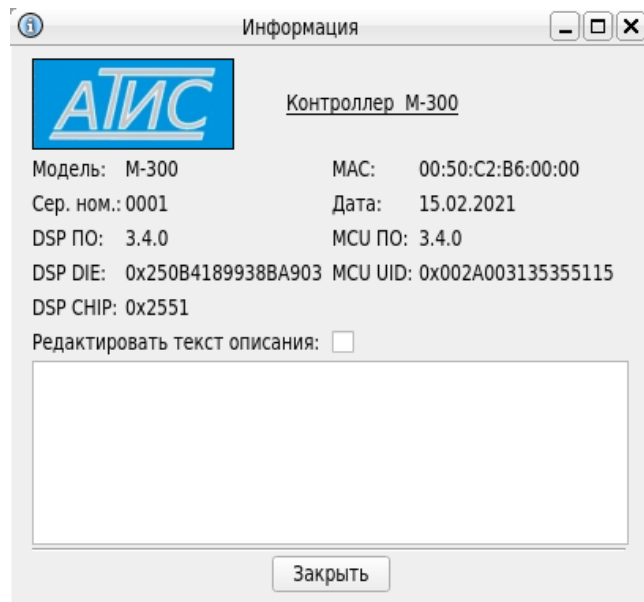 Информация
АТИС
Контроллер М-300
Модель: М-300 MAC: 00:50:C2:B6:00:00
Сер. ном.: 0001 Дата: 15.02.2021
DSP ПО: 3.4.0 MCU ПО: 3.4.0
DSP DIE: 0x250B4189938BA903 MCU UID: 0x002A003135355115
DSP CHIP: 0x2551
Редактировать текст описания:
Закрыть